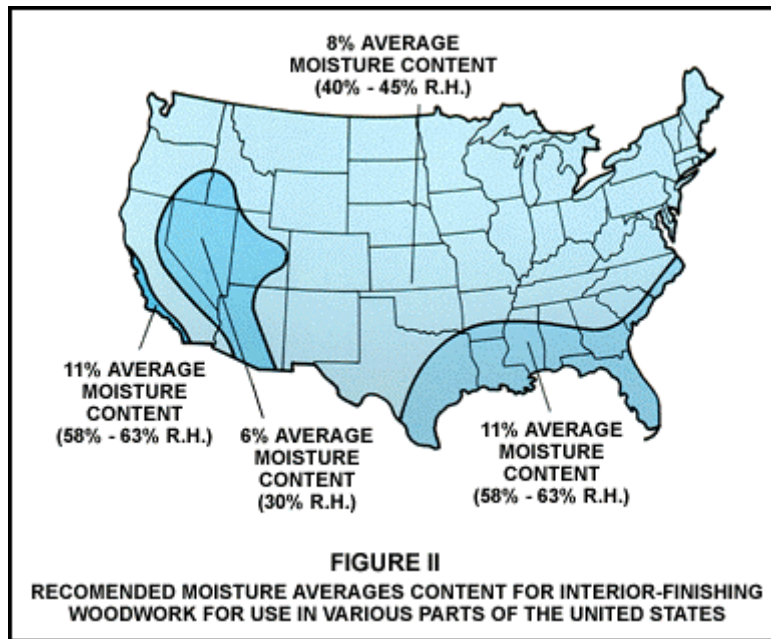 8% AVERAGE
MOISTURE CONTENT
(40% - 45% R.H.)
11% AVERAGE
MOISTURE
CONTENT
(58% - 63% R.H.)
6% AVERAGE
MOISTURE
CONTENT
(30% R.H.)
11% AVERAGE
MOISTURE
CONTENT
(58% - 63% R.H.)
FIGURE II
RECOMENDED MOISTURE AVERAGES CONTENT FOR INTERIOR-FINISHING
WOODWORK FOR USE IN VARIOUS PARTS OF THE UNITED STATES